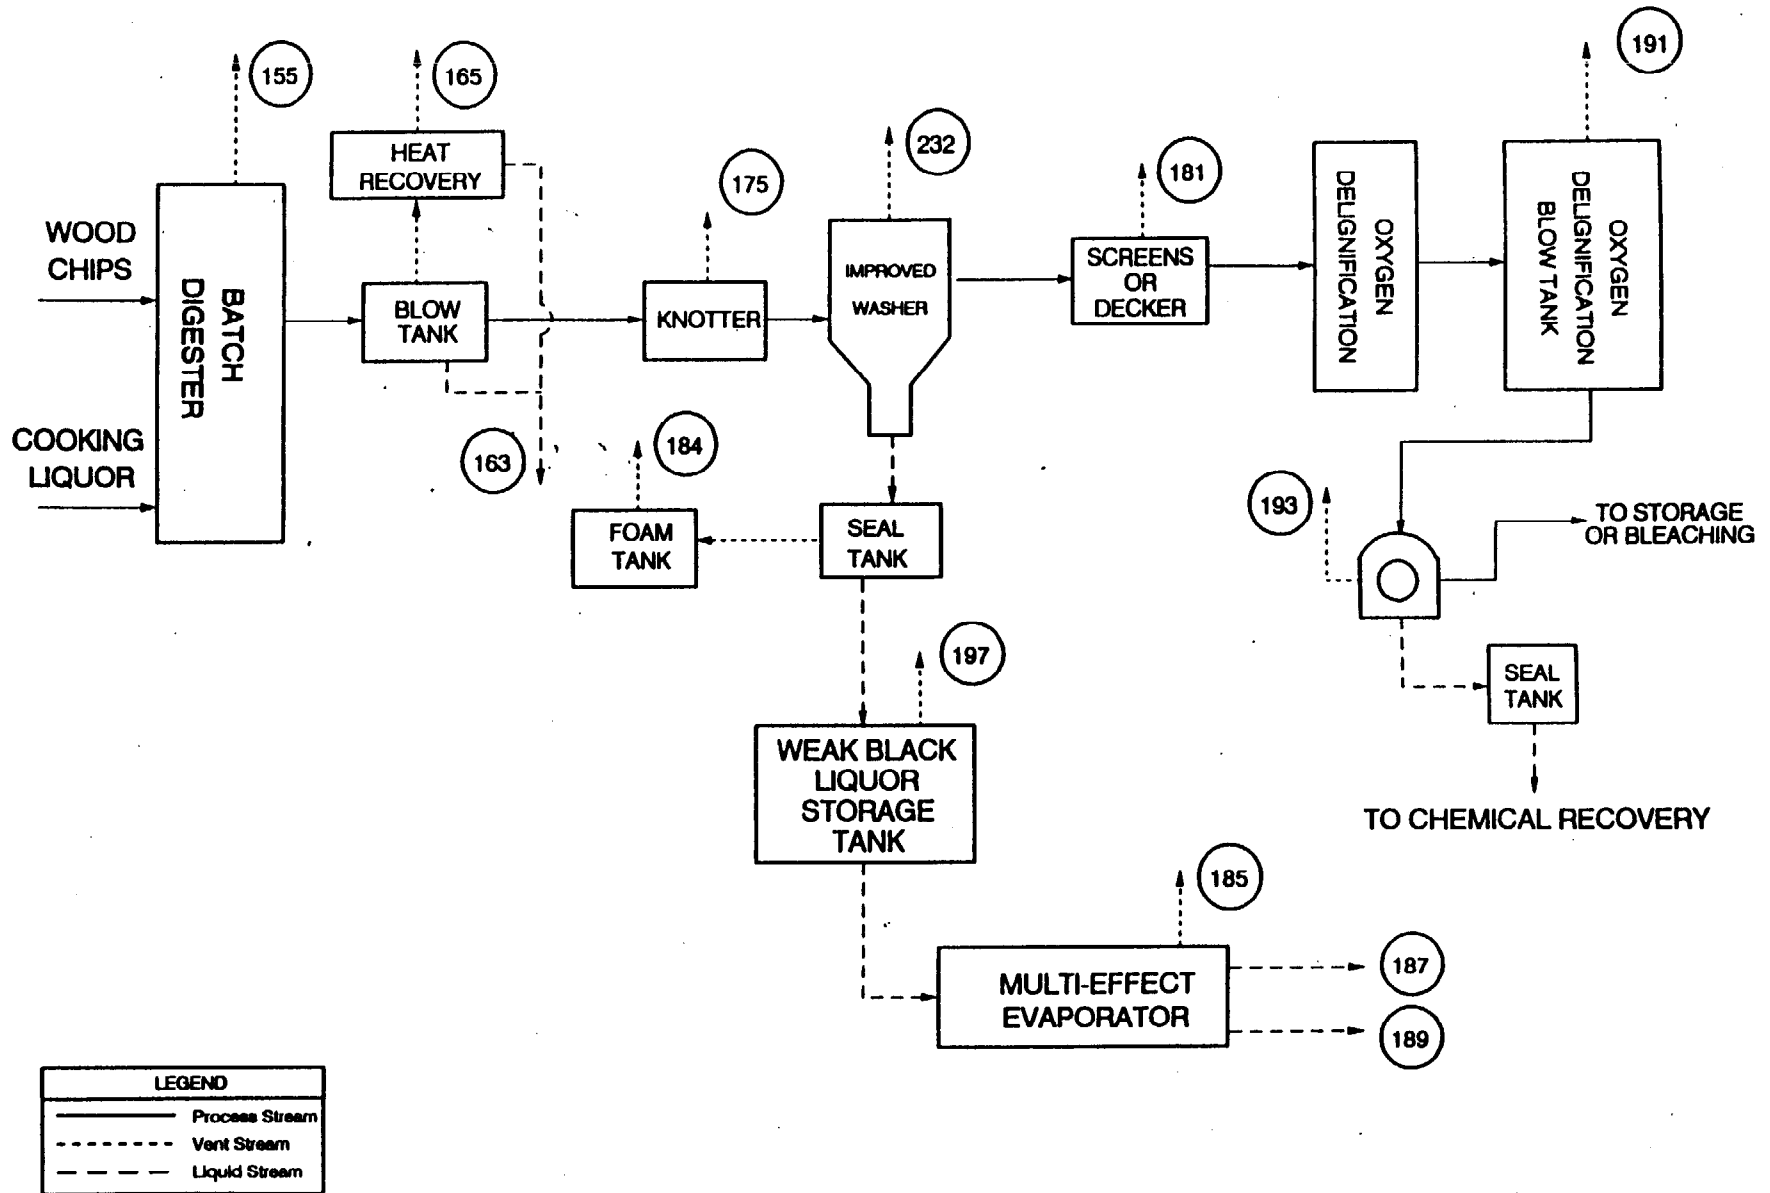 155
165
191
232
175
181
HEAT
RECOVERY
WOOD
CHIPS
BATCH
DIGESTER
BLOW
TANK
KNOTTER
IMPROVED
WASHER
SCREENS
OR
DECKER
OXYGEN
DELIGNIFICATION
OXYGEN
DELIGNIFICATION
BLOW TANK
COOKING
LIQUOR
163
184
193
FOAM
TANK
SEAL
TANK
TO STORAGE
OR BLEACHING
197
SEAL
TANK
WEAK BLACK
LIQUOR
STORAGE
TANK
TO CHEMICAL RECOVERY
185
MULTI-EFFECT
EVAPORATOR
187
189
LEGEND
Process Stream
Vent Stream
Liquid Stream